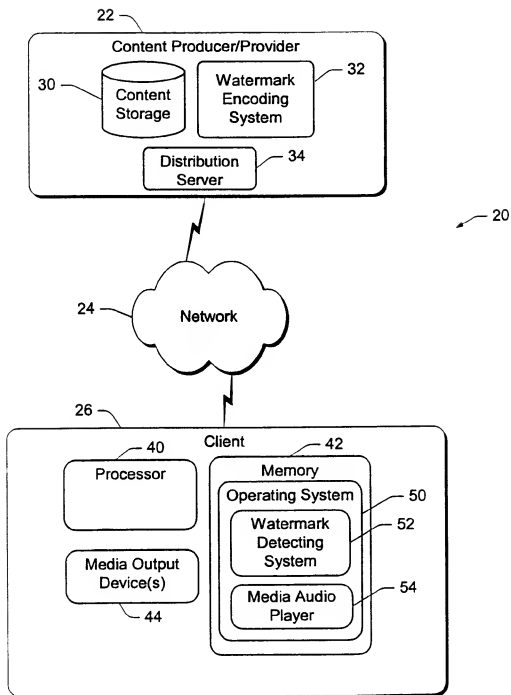 22
Content Producer/Provider
30
Content
Storage
Watermark
Encoding
System
32
Distribution
Server
34
20
24
Network
26
Client
40
Processor
42
Memory
Operating System
50
Watermark
Detecting
System
52
Media Output
Device(s)
44
Media Audio
Player
54